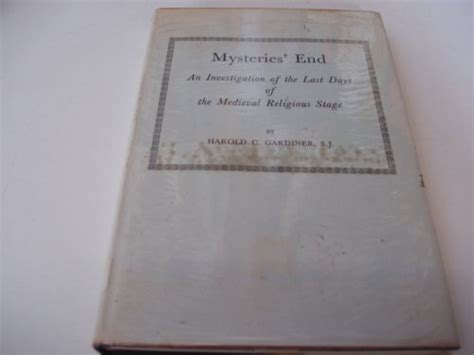 Mysteries' End
An Investigation of the Last Days
of
the Medieval Religious Stage
BY
HAROLD C. GARDINER, S.J.